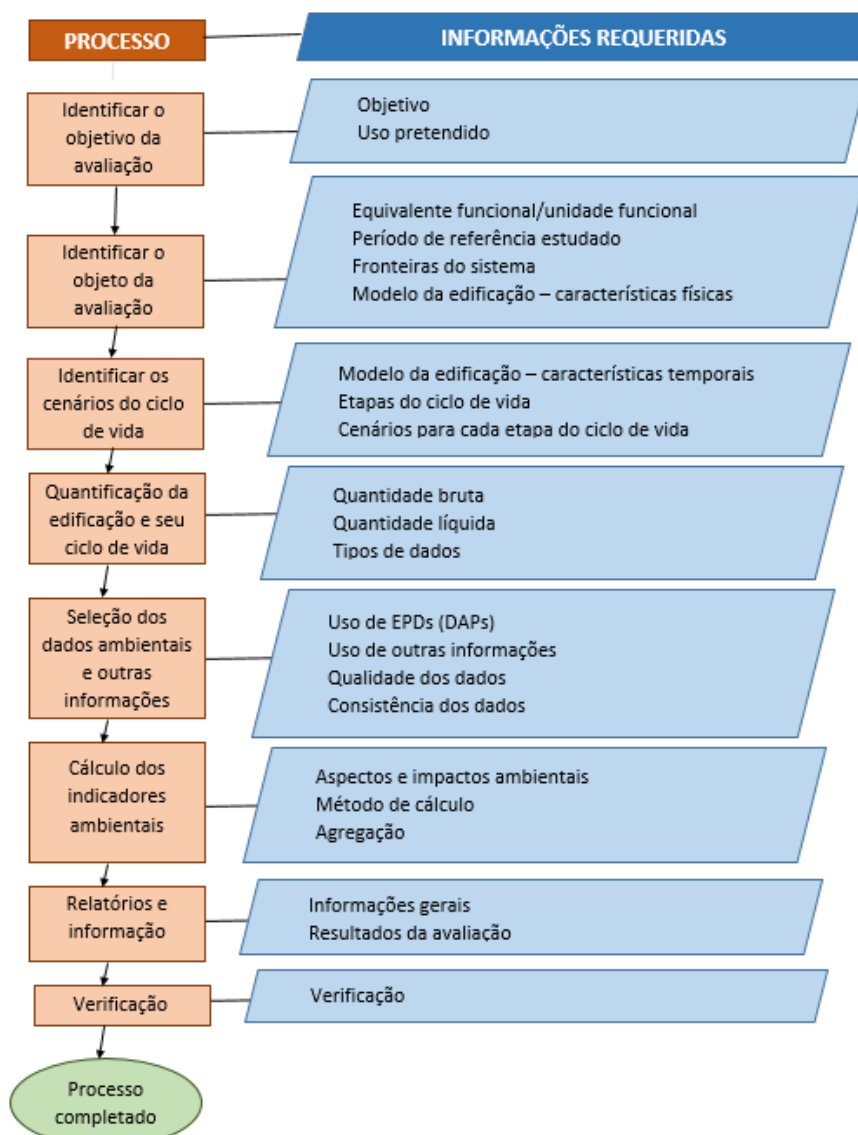 PROCESSO
INFORMAÇÕES REQUERIDAS
Identificar o
objetivo da
avaliação
Objetivo
Uso pretendido
Identificar o
objeto da
avaliação
Equivalente funcional/unidade funcional
Período de referência estudado
Fronteiras do sistema
Modelo da edificação – características físicas
Identificar os
cenários do ciclo
de vida
Modelo da edificação – características temporais
Etapas do ciclo de vida
Cenários para cada etapa do ciclo de vida
Quantificação da
edificação e seu
ciclo de vida
Quantidade bruta
Quantidade líquida
Tipos de dados
Seleção dos
dados ambientais
e outras
informações
Uso de EPDs (DAPs)
Uso de outras informações
Qualidade dos dados
Consistência dos dados
Cálculo dos
indicadores
ambientais
Aspectos e impactos ambientais
Método de cálculo
Agregação
Relatórios e
informação
Informações gerais
Resultados da avaliação
Verificação
Verificação
Processo
completado